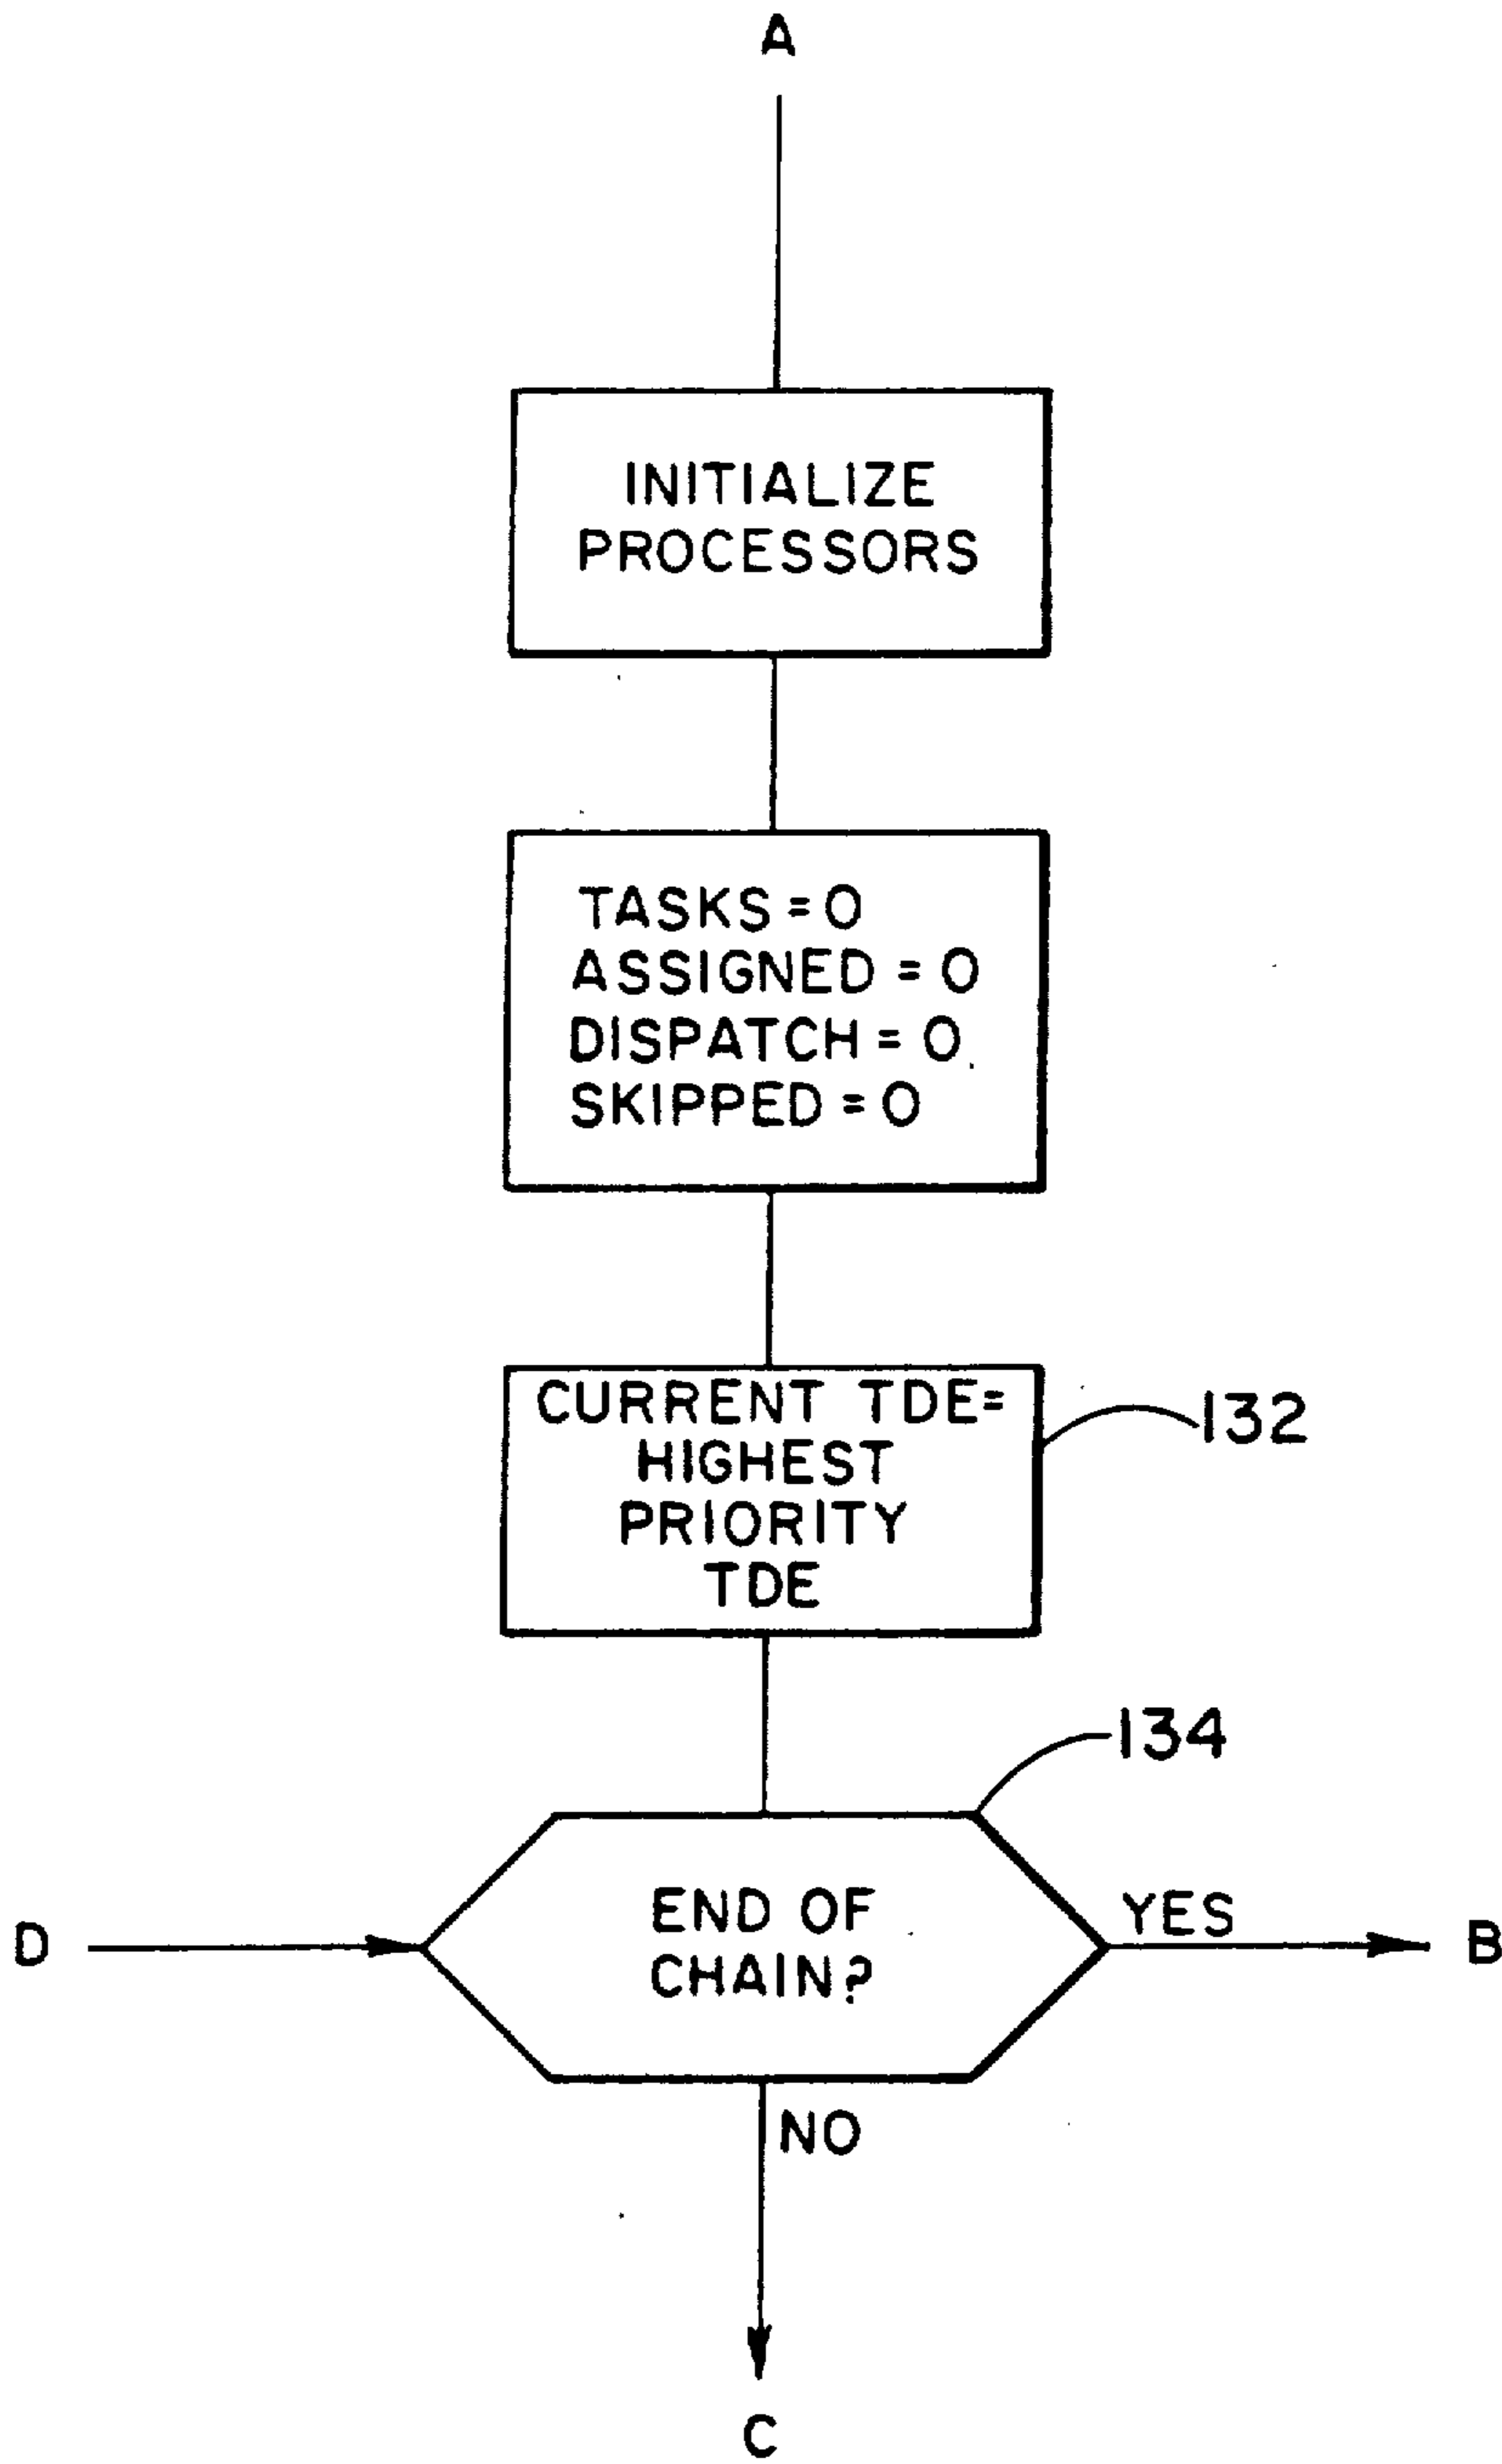 A
INITIALIZE
PROCESSORS
TASKS = 0
ASSIGNED = 0
DISPATCH = 0
SKIPPED = 0
CURRENT TDE=
HIGHEST
PRIORITY
TDE
132
134
END OF
CHAIN?
YES
D
B
NO
C